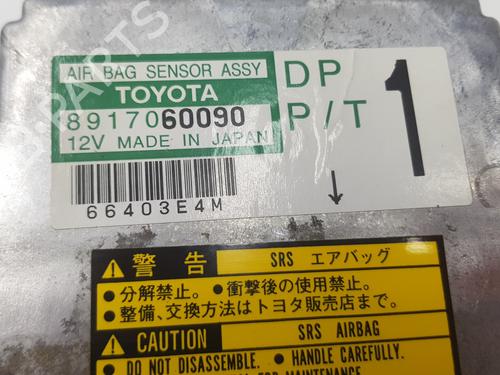 AIR BAG SENSOR ASSY
TOYOTA
8917060090
12V MADE IN JAPAN
DP
P/T
1
↓
66403E4M
警告
SRS エアバッグ
●分解禁止。●衝撃後の使用禁止。
●整備、交換方法はトヨタ販売店まで。
CAUTION
SRS AIRBAG
●DO NOT DISASSEMBLE. ●HANDLE CAREFULLY.
FOR MAINTENANCE